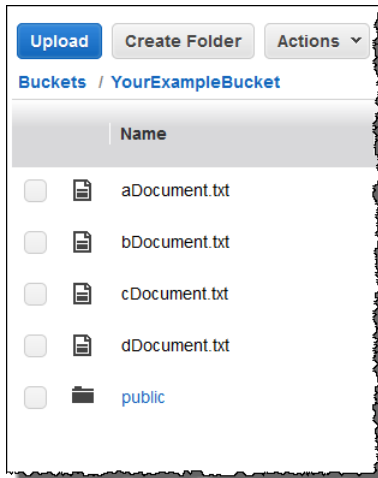 Upload Create Folder Actions
Buckets / YourExampleBucket
Name
aDocument.txt
bDocument.txt
cDocument.txt
dDocument.txt
public